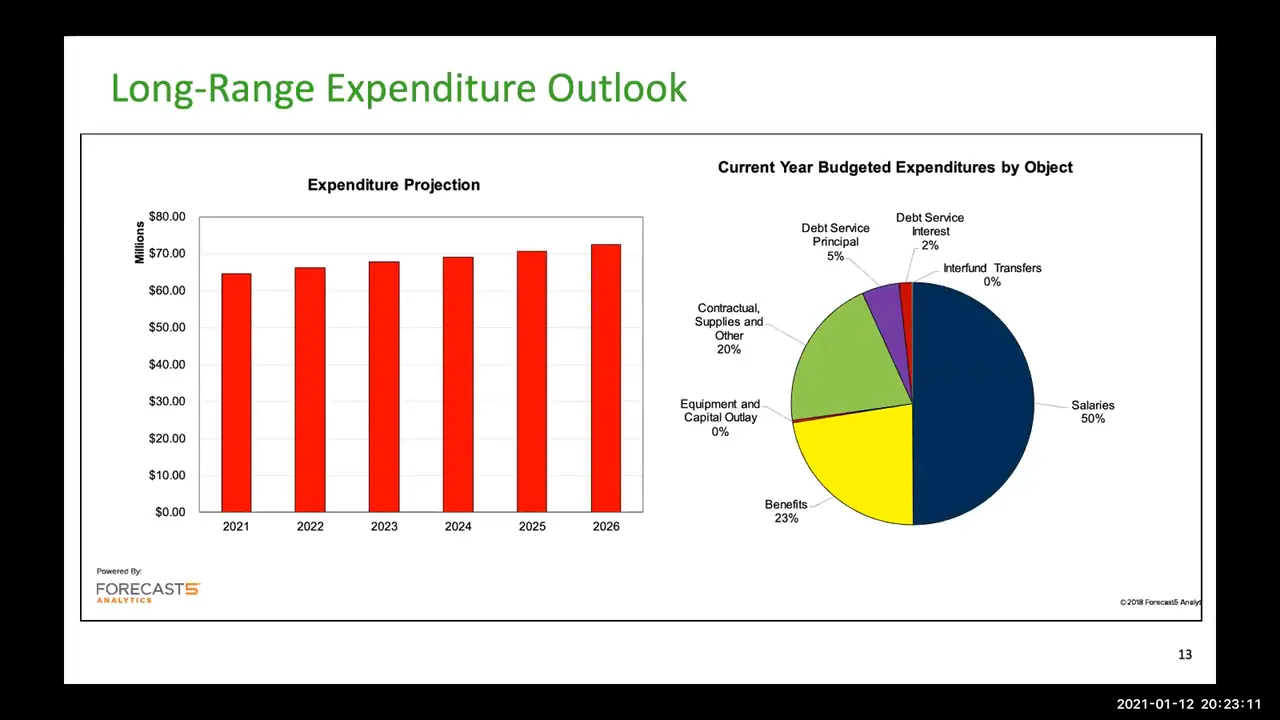 Long-Range Expenditure Outlook
Expenditure Projection
Millions
$80.00
$70.00
$60.00
$50.00
$40.00
$30.00
$20.00
$10.00
$0.00
2021 2022 2023 2024 2025 2026
Current Year Budgeted Expenditures by Object
Debt Service
Principal
5%
Debt Service
Interest
2%
Interfund Transfers
0%
Contractual,
Supplies and
Other
20%
Equipment and
Capital Outlay
0%
Salaries
50%
Benefits
23%
Powered By:
FORECAST5
ANALYTICS
©2018 Forecast5 Analyt
13
2021-01-12 20:23:11